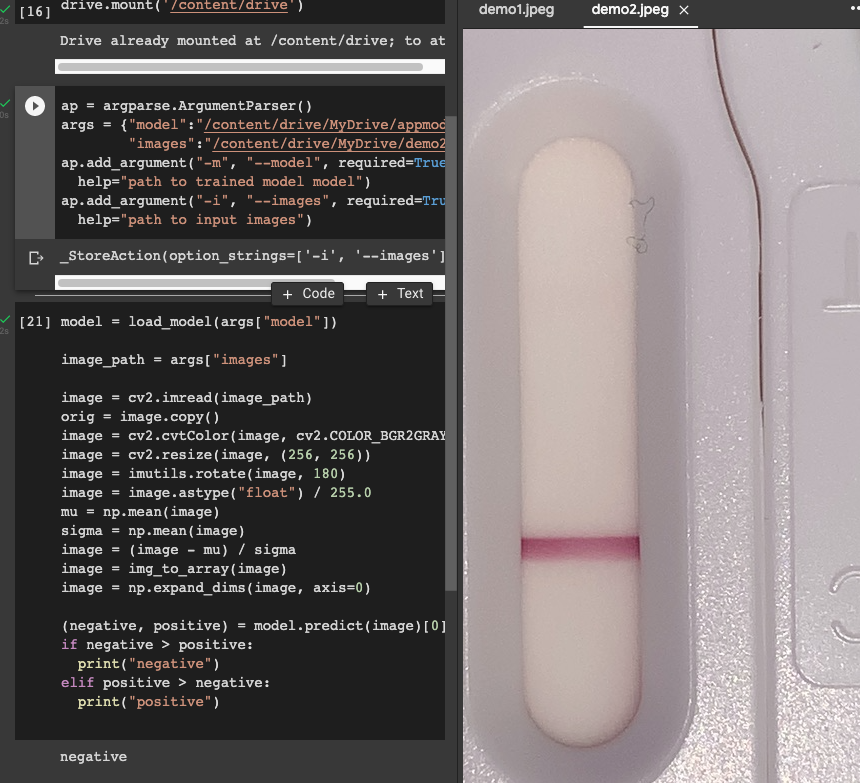 [16] drive.mount('/content/drive')
Drive already mounted at /content/drive; to at
ap = argparse.ArgumentParser()
args = {"model":"/content/drive/MyDrive/appmod
"images":"/content/drive/MyDrive/demo2
ap.add_argument("-m", "--model", required=True
help="path to trained model model")
ap.add_argument("-i", "--images", required=Tru
help="path to input images")
_StoreAction(option_strings=['-i', '--images']
+ Code + Text
[21] model = load_model(args["model"])
image_path = args["images"]
image = cv2.imread(image_path)
orig = image.copy()
image = cv2.cvtColor(image, cv2.COLOR_BGR2GRAY
image = cv2.resize(image, (256, 256))
image = imutils.rotate(image, 180)
image = image.astype("float") / 255.0
mu = np.mean(image)
sigma = np.mean(image)
image = (image - mu) / sigma
image = img_to_array(image)
image = np.expand_dims(image, axis=0)
(negative, positive) = model.predict(image)[0]
if negative > positive:
print("negative")
elif positive > negative:
print("positive")
negative
demo1.jpeg
demo2.jpeg ×
T
C